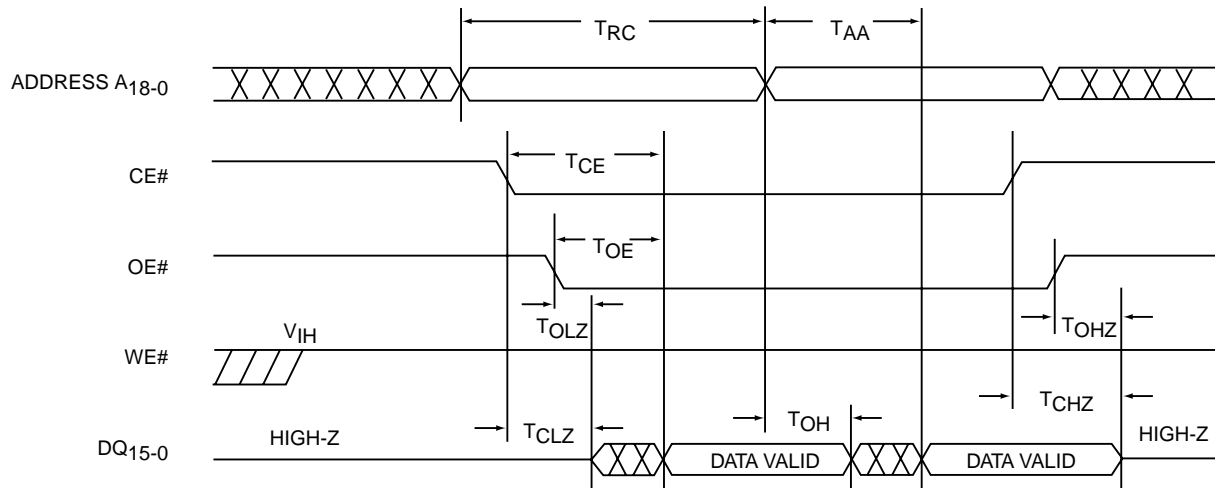 TRC TAA
ADDRESS A18-0
TCE
CE#
TOE
OE#
TOLZ TOHZ
VIH
WE#
TCHZ
HIGH-Z TCLZ TOH HIGH-Z
DQ15-0 DATA VALID DATA VALID